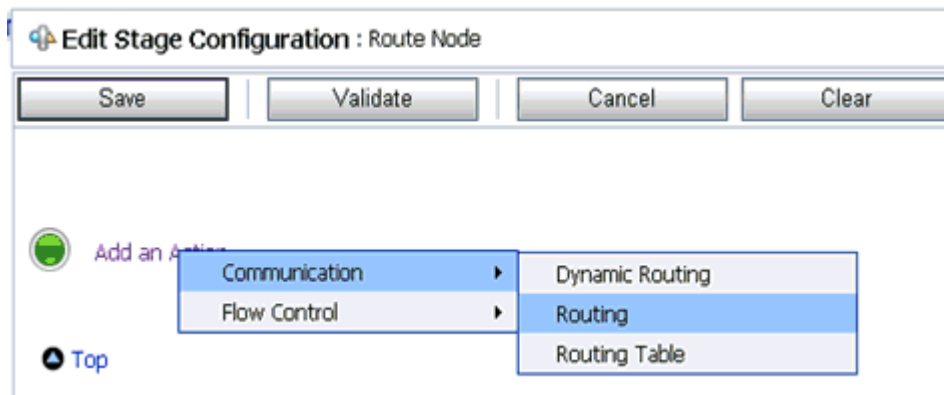 Edit Stage Configuration : Route Node
Save Validate Cancel Clear
Add an Action
Communication Dynamic Routing
Flow Control Routing
Routing Table
Top